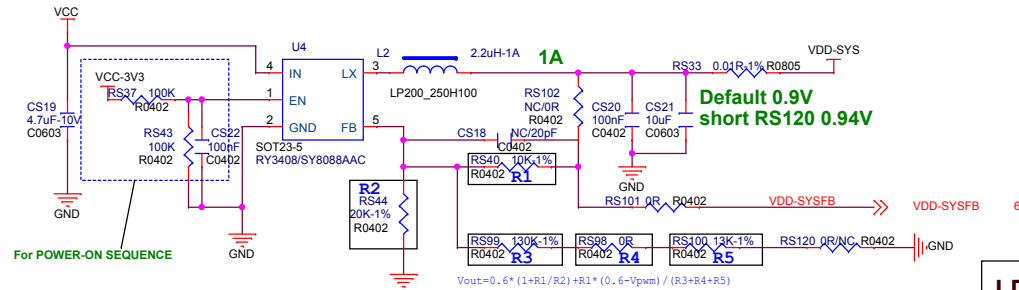 VCC
VCC-3V3
RS37 100K
R0402
CS19
4.7uF-10V
C0603
RS43
100K
R0402
CS22
100nF
C0402
GND
GND
For POWER-ON SEQUENCE
U4
4 IN LX 3
1 EN
2 GND FB 5
SOT23-5
RY3408/SY8088AAC
L2 2.2uH-1A
LP200_250H100
1A
RS102
NC/0R
R0402
CS20
100nF
C0402
CS21
10uF
C0603
GND
RS33 0.01R-1% R0805
VDD-SYS
Default 0.9V
short RS120 0.94V
CS18 NC/20pF
C0402
RS40 10K-1%
R0402 R1
R2
RS44
20K-1%
R0402
RS101 0R R0402 VDD-SYSFB VDD-SYSFB 6
RS99 130K-1%
R0402 R3
RS98 0R
R0402 R4
RS100 13K-1%
R0402 R5
RS120 0R/NC R0402 GND
Vout=0.6*(1+R1/R2)+R1*(0.6-Vpwm)/(R3+R4+R5)